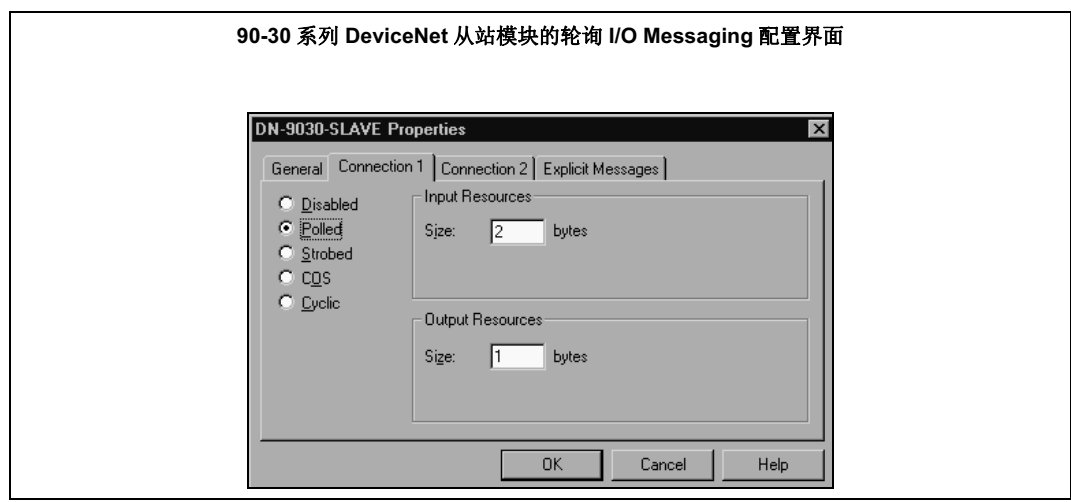 90-30 系列 DeviceNet 从站模块的轮询 I/O Messaging 配置界面
DN-9030-SLAVE Properties
General Connection 1 Connection 2 Explicit Messages
Disabled
Polled
Strobed
COS
Cyclic
Input Resources
Size: 2 bytes
Output Resources
Size: 1 bytes
OK Cancel Help